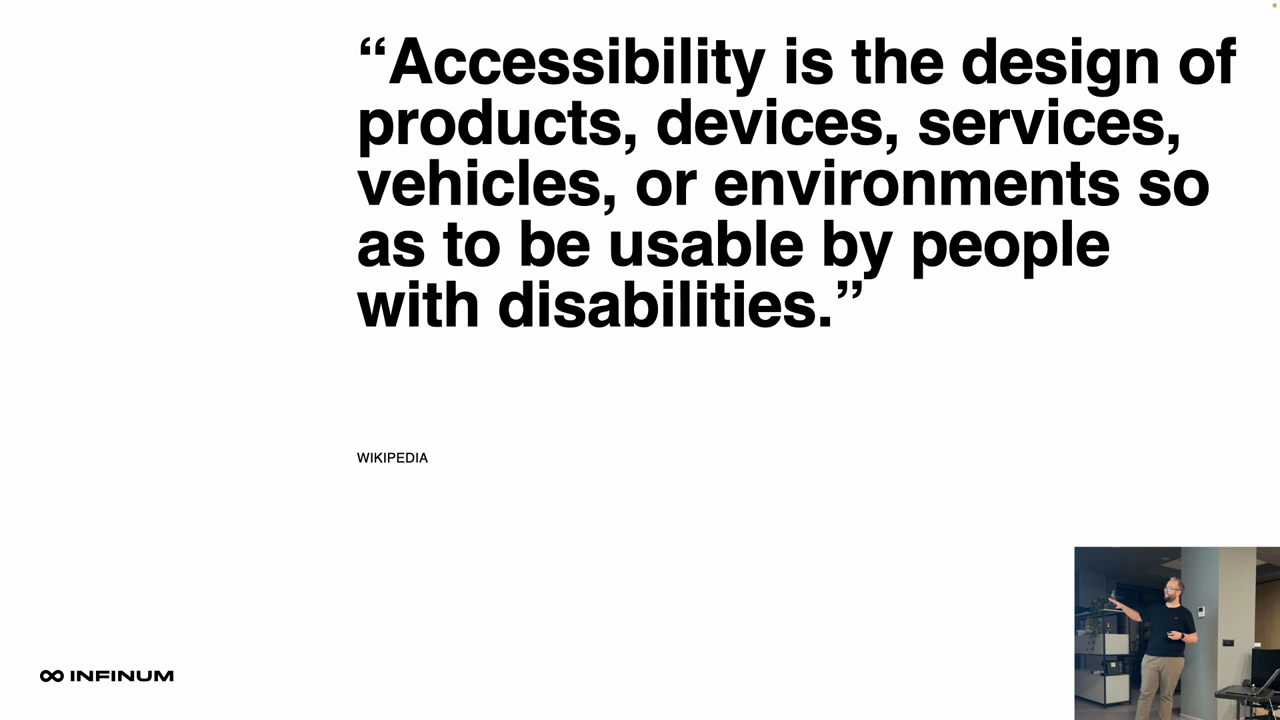 “Accessibility is the design of
products, devices, services,
vehicles, or environments so
as to be usable by people
with disabilities.”
WIKIPEDIA
INFINUM